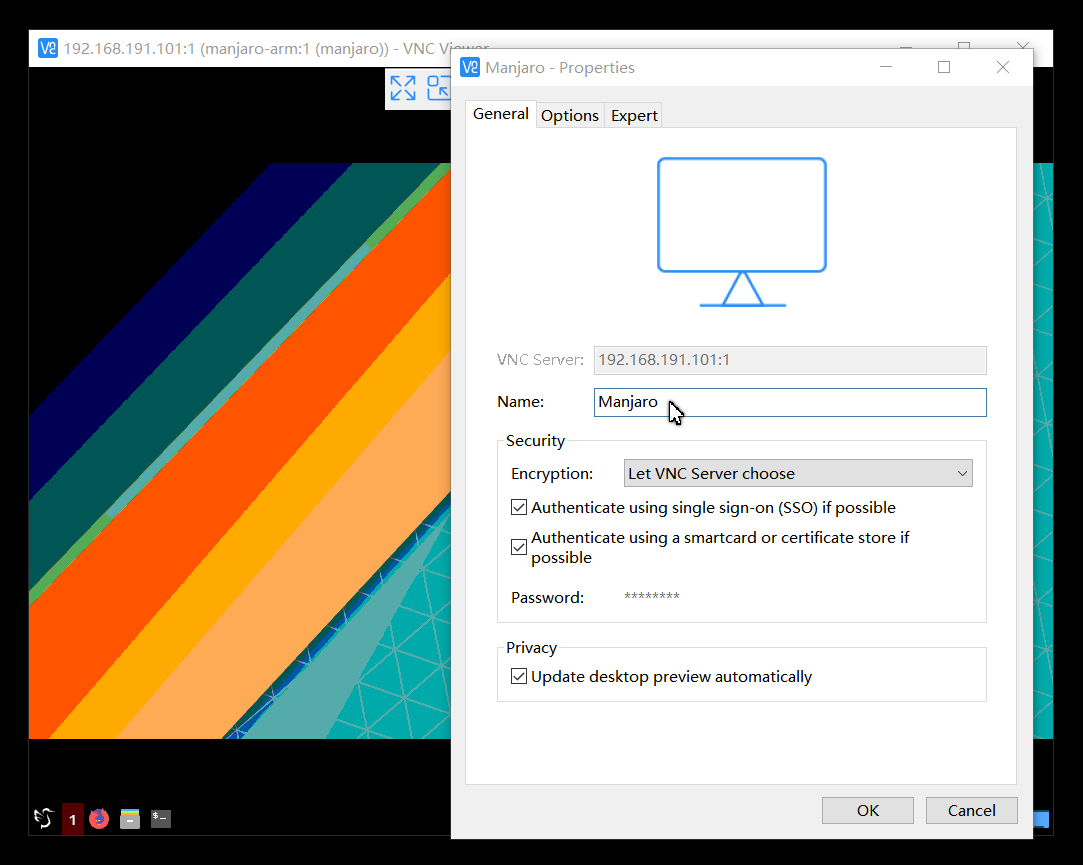 192.168.191.101:1 (manjaro-arm:1 (manjaro)) - VNC Viewer
Manjaro - Properties
General Options Expert
VNC Server: 192.168.191.101:1
Name: Manjaro
Security
Encryption: Let VNC Server choose
Authenticate using single sign-on (SSO) if possible
Authenticate using a smartcard or certificate store if
possible
Password: ********
Privacy
Update desktop preview automatically
1
$-
OK Cancel